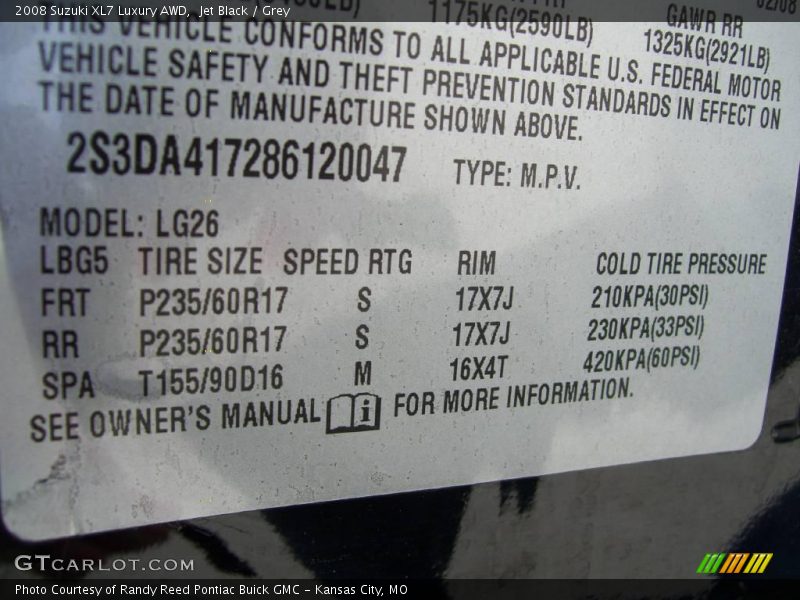 2008 Suzuki XL7 Luxury AWD, Jet Black / Grey
1175KG(2590LB)
GAWR RR
1325KG(2921LB)
THIS VEHICLE CONFORMS TO ALL APPLICABLE U.S. FEDERAL MOTOR
VEHICLE SAFETY AND THEFT PREVENTION STANDARDS IN EFFECT ON
THE DATE OF MANUFACTURE SHOWN ABOVE.
2S3DA417286120047 TYPE: M.P.V.
MODEL: LG26
LBG5 TIRE SIZE SPEED RTG RIM COLD TIRE PRESSURE
FRT P235/60R17 S 17X7J 210KPA(30PSI)
RR P235/60R17 S 17X7J 230KPA(33PSI)
SPA T155/90D16 M 16X4T 420KPA(60PSI)
SEE OWNER'S MANUAL i FOR MORE INFORMATION.
GTCARLOT.COM
Photo Courtesy of Randy Reed Pontiac Buick GMC - Kansas City, MO